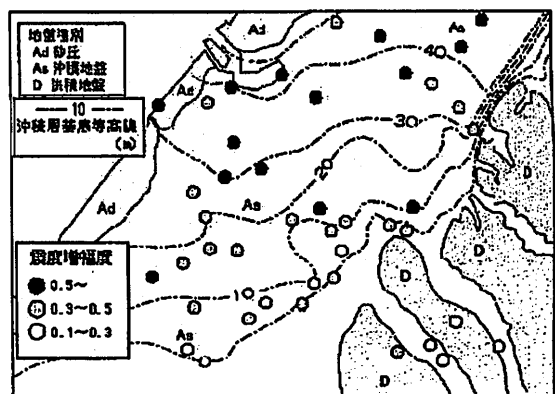 地盤種別
Ad 砂丘
As 沖積地盤
D 洪積地盤
10
沖積層基底等高線
(m)
Ad
As
40
Ad
30
D
20
Ad
As
D
震度増幅度
0.5~
0.3~0.5
0.1~0.3
10
D
D
As
D
D